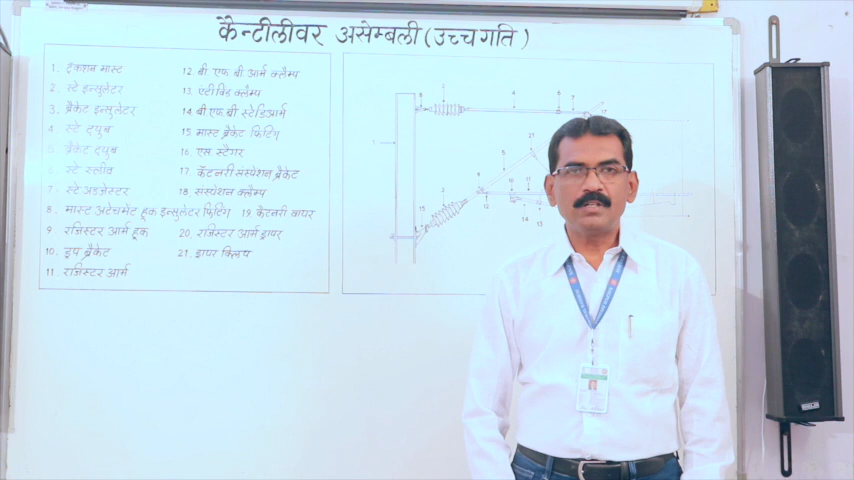 कैन्टीलीवर असेम्बली (उच्च गति)
1. ट्रेक्शन मास्ट
2. स्टे इन्सुलेटर
3. ब्रैकेट इन्सुलेटर
4. स्टे ट्युब
5. ब्रैकेट ट्युब
6. स्टे स्लीव
7. स्टे अडजेस्टर
8. मास्ट अटेचमेंट हूक इन्सुलेटर फिटिंग
9. रजिस्टर आर्म हूक
10. ड्रप ब्रैकेट
11. रजिस्टर आर्म
12. बी एफ बी आर्म क्लैम्प
13. एंटी विंड क्लैम्प
14. बी.एफ.बी स्टेडिआर्म
15 मास्ट ब्रैकेट फिटिंग
16. एस. स्टैगर
17. कॅटनरी संस्पेशन ब्रैकेट
18. संस्पेशन क्लैम्प
19. केटनरी वायर
20. रजिस्टर आर्म ड्रापर
21. ड्रापर क्लिप